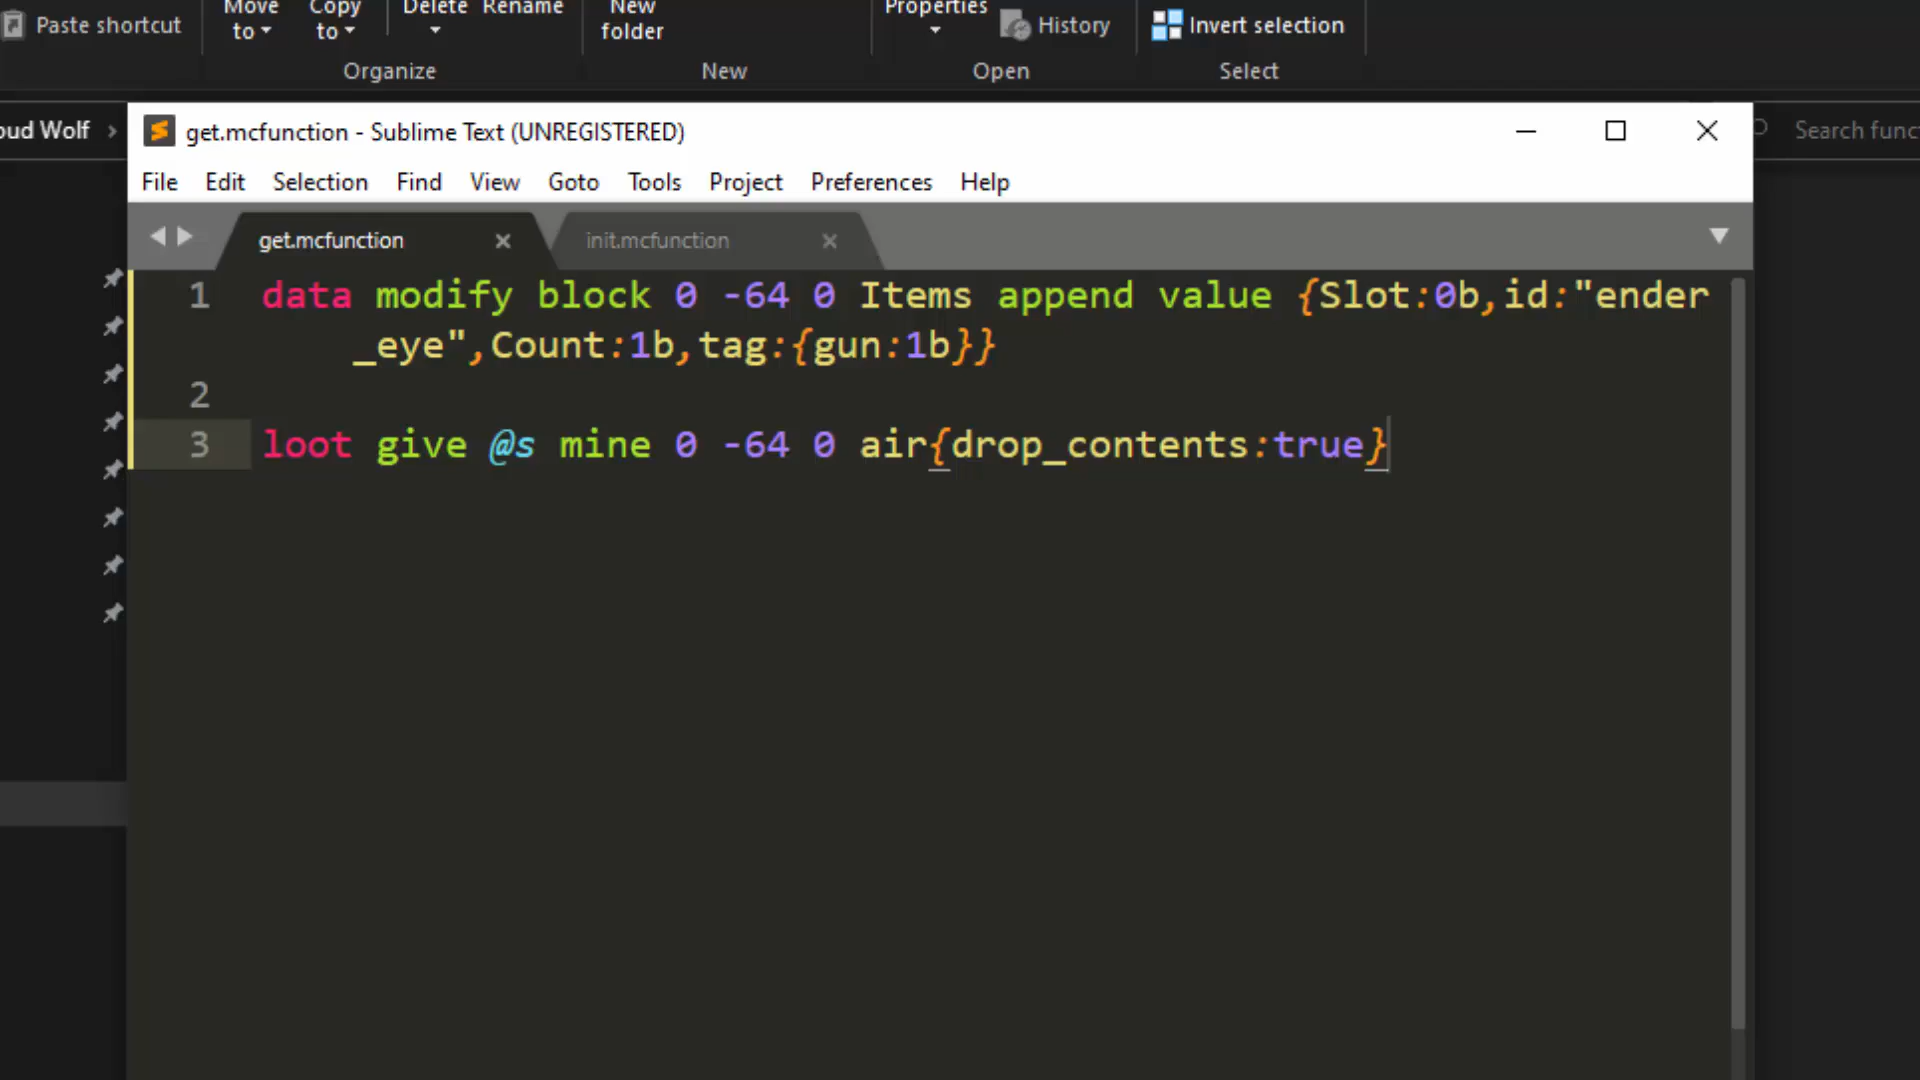 Paste shortcut
Move to
Copy to
Delete
Rename
New folder
Properties
History
Invert selection
Organize
New
Open
Select
oud Wolf
get.mcfunction - Sublime Text (UNREGISTERED)
Search func
File Edit Selection Find View Goto Tools Project Preferences Help
get.mcfunction
init.mcfunction
1 data modify block 0 -64 0 Items append value {Slot:0b,id:"ender
_eye",Count:1b,tag:{gun:1b}}
2
3 loot give @s mine 0 -64 0 air{drop_contents:true}